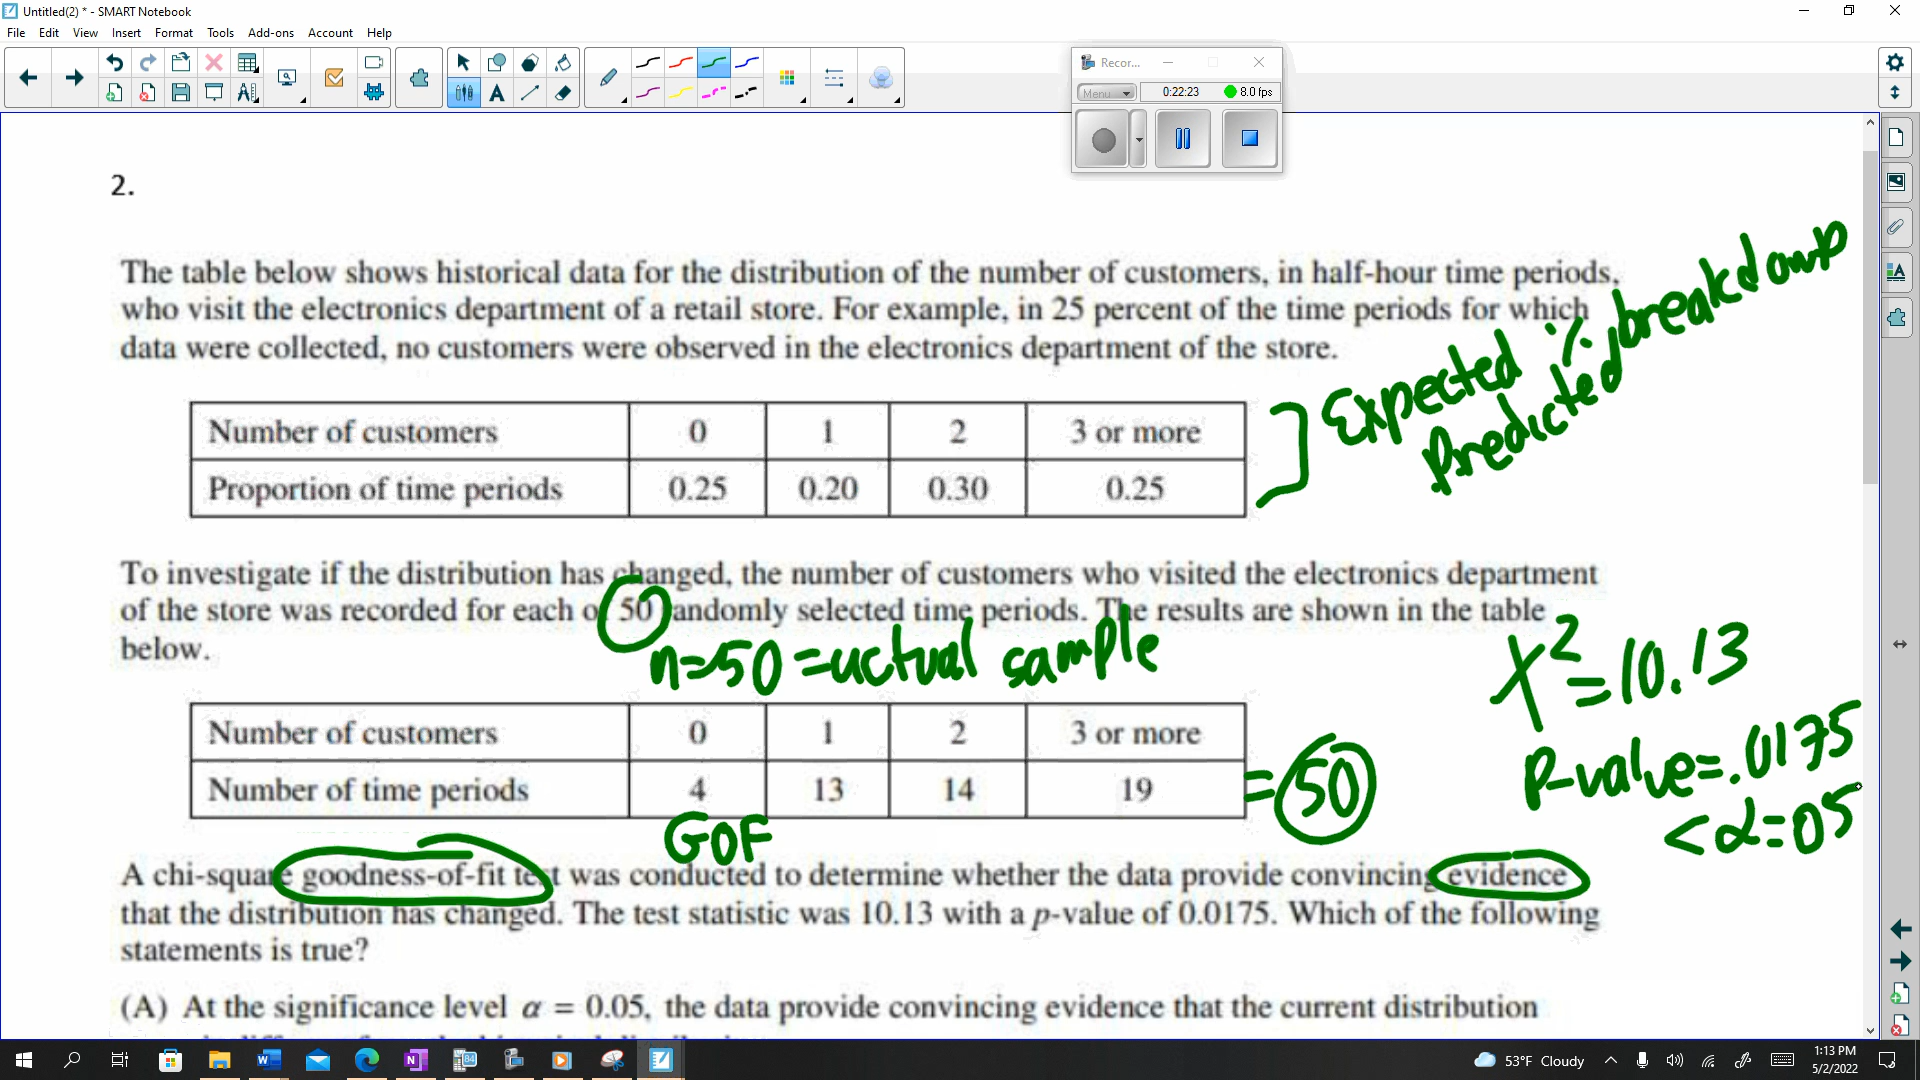 Untitled(2) * - SMART Notebook
File Edit View Insert Format Tools Add-ons Account Help
Recor...
Menu 0:22:23 8.0 fps
2.
The table below shows historical data for the distribution of the number of customers, in half-hour time periods,
who visit the electronics department of a retail store. For example, in 25 percent of the time periods for which
data were collected, no customers were observed in the electronics department of the store.
Expected % breakdown
Predicted
Number of customers 0 1 2 3 or more
Proportion of time periods 0.25 0.20 0.30 0.25
To investigate if the distribution has changed, the number of customers who visited the electronics department
of the store was recorded for each of 50 randomly selected time periods. The results are shown in the table
below.
n=50 = actual sample
X²=10.13
Number of customers 0 1 2 3 or more
Number of time periods 4 13 14 19
= 50
P-value=.0175
< α=05
GOF
A chi-square goodness-of-fit test was conducted to determine whether the data provide convincing evidence
that the distribution has changed. The test statistic was 10.13 with a p-value of 0.0175. Which of the following
statements is true?
(A) At the significance level α = 0.05, the data provide convincing evidence that the current distribution
53°F Cloudy
1:13 PM
5/2/2022